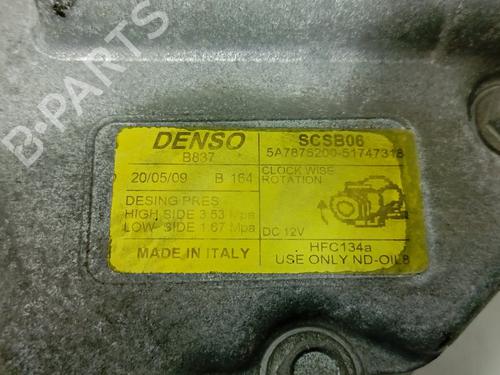 B-PARTS
DENSO
B837
SCSB06
5A7875200-51747318
20/05/09 B 164
CLOCK WISE
ROTATION
DESING PRES
HIGH SIDE 3.53 Mpa
LOW SIDE 1.67 Mpa
DC 12V
MADE IN ITALY
HFC134a
USE ONLY ND-OIL8